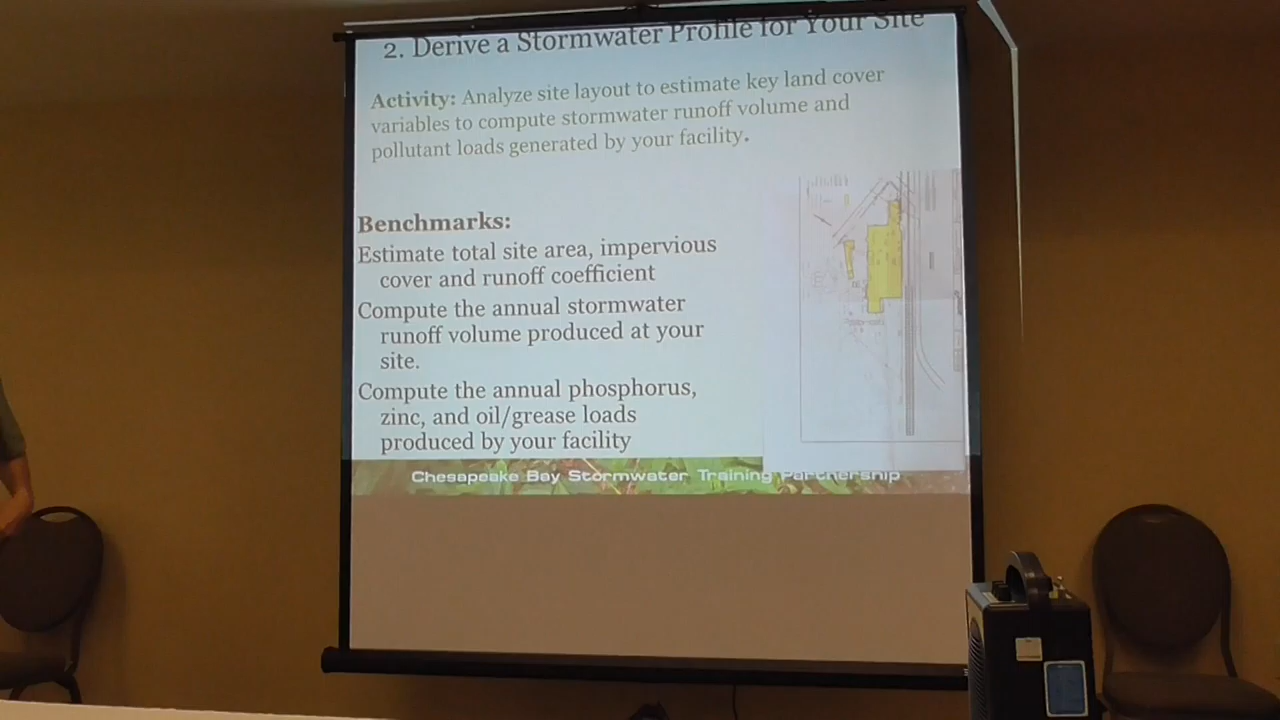 2. Derive a Stormwater Profile for Your Site
Activity: Analyze site layout to estimate key land cover
variables to compute stormwater runoff volume and
pollutant loads generated by your facility.
Benchmarks:
Estimate total site area, impervious
cover and runoff coefficient
Compute the annual stormwater
runoff volume produced at your
site.
Compute the annual phosphorus,
zinc, and oil/grease loads
produced by your facility
Chesapeake Bay Stormwater Training Partnership